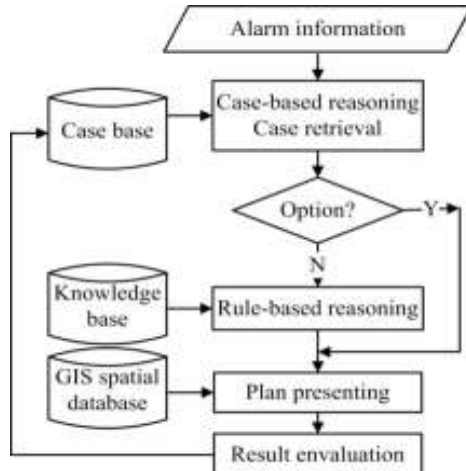 Alarm information
Case-based reasoning
Case retrieval
Case base
Option?
Y
N
Knowledge
base
Rule-based reasoning
GIS spatial
database
Plan presenting
Result envaluation